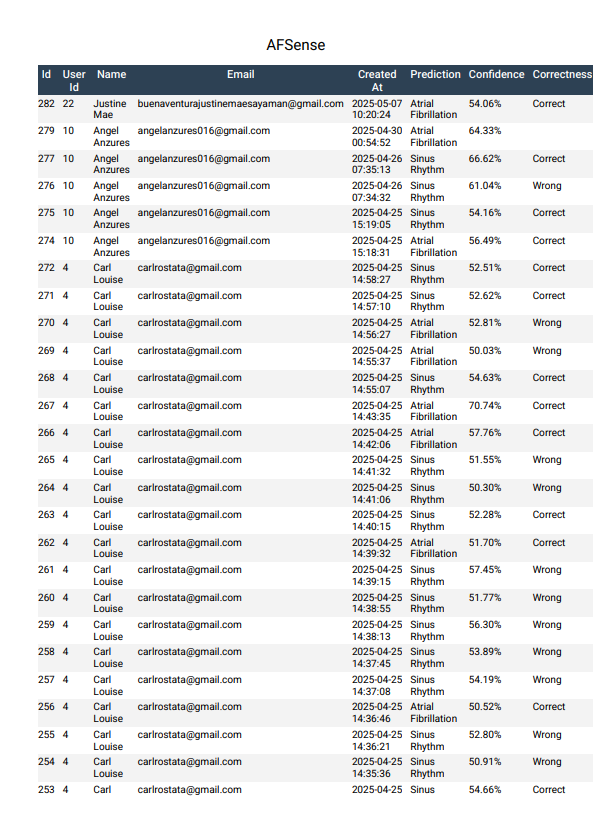 AFSense
Id User Name Email Created Prediction Confidence Correctness
Id At
282 22 Justine buenaventurajustinemaesayaman@gmail.com 2025-05-07 Atrial 54.06% Correct
Mae 10:20:24 Fibrillation
279 10 Angel angelanzures016@gmail.com 2025-04-30 Atrial 64.33%
Anzures 00:54:52 Fibrillation
277 10 Angel angelanzures016@gmail.com 2025-04-26 Sinus 66.62% Correct
Anzures 07:35:13 Rhythm
276 10 Angel angelanzures016@gmail.com 2025-04-26 Sinus 61.04% Wrong
Anzures 07:34:32 Rhythm
275 10 Angel angelanzures016@gmail.com 2025-04-25 Sinus 54.16% Correct
Anzures 15:19:05 Rhythm
274 10 Angel angelanzures016@gmail.com 2025-04-25 Atrial 56.49% Correct
Anzures 15:18:31 Fibrillation
272 4 Carl carlrostata@gmail.com 2025-04-25 Sinus 52.51% Correct
Louise 14:58:27 Rhythm
271 4 Carl carlrostata@gmail.com 2025-04-25 Sinus 52.62% Correct
Louise 14:57:10 Rhythm
270 4 Carl carlrostata@gmail.com 2025-04-25 Atrial 52.81% Wrong
Louise 14:56:27 Fibrillation
269 4 Carl carlrostata@gmail.com 2025-04-25 Atrial 50.03% Wrong
Louise 14:55:37 Fibrillation
268 4 Carl carlrostata@gmail.com 2025-04-25 Sinus 54.63% Correct
Louise 14:55:07 Rhythm
267 4 Carl carlrostata@gmail.com 2025-04-25 Atrial 70.74% Correct
Louise 14:43:35 Fibrillation
266 4 Carl carlrostata@gmail.com 2025-04-25 Atrial 57.76% Correct
Louise 14:42:06 Fibrillation
265 4 Carl carlrostata@gmail.com 2025-04-25 Sinus 51.55% Wrong
Louise 14:41:32 Rhythm
264 4 Carl carlrostata@gmail.com 2025-04-25 Sinus 50.30% Wrong
Louise 14:41:06 Rhythm
263 4 Carl carlrostata@gmail.com 2025-04-25 Sinus 52.28% Correct
Louise 14:40:15 Rhythm
262 4 Carl carlrostata@gmail.com 2025-04-25 Atrial 51.70% Correct
Louise 14:39:32 Fibrillation
261 4 Carl carlrostata@gmail.com 2025-04-25 Sinus 57.45% Wrong
Louise 14:39:15 Rhythm
260 4 Carl carlrostata@gmail.com 2025-04-25 Sinus 51.77% Wrong
Louise 14:38:55 Rhythm
259 4 Carl carlrostata@gmail.com 2025-04-25 Sinus 56.30% Wrong
Louise 14:38:13 Rhythm
258 4 Carl carlrostata@gmail.com 2025-04-25 Sinus 53.89% Wrong
Louise 14:37:45 Rhythm
257 4 Carl carlrostata@gmail.com 2025-04-25 Sinus 54.19% Wrong
Louise 14:37:08 Rhythm
256 4 Carl carlrostata@gmail.com 2025-04-25 Atrial 50.52% Correct
Louise 14:36:46 Fibrillation
255 4 Carl carlrostata@gmail.com 2025-04-25 Sinus 52.80% Wrong
Louise 14:36:21 Rhythm
254 4 Carl carlrostata@gmail.com 2025-04-25 Sinus 50.91% Wrong
Louise 14:35:36 Rhythm
253 4 Carl carlrostata@gmail.com 2025-04-25 Sinus 54.66% Correct